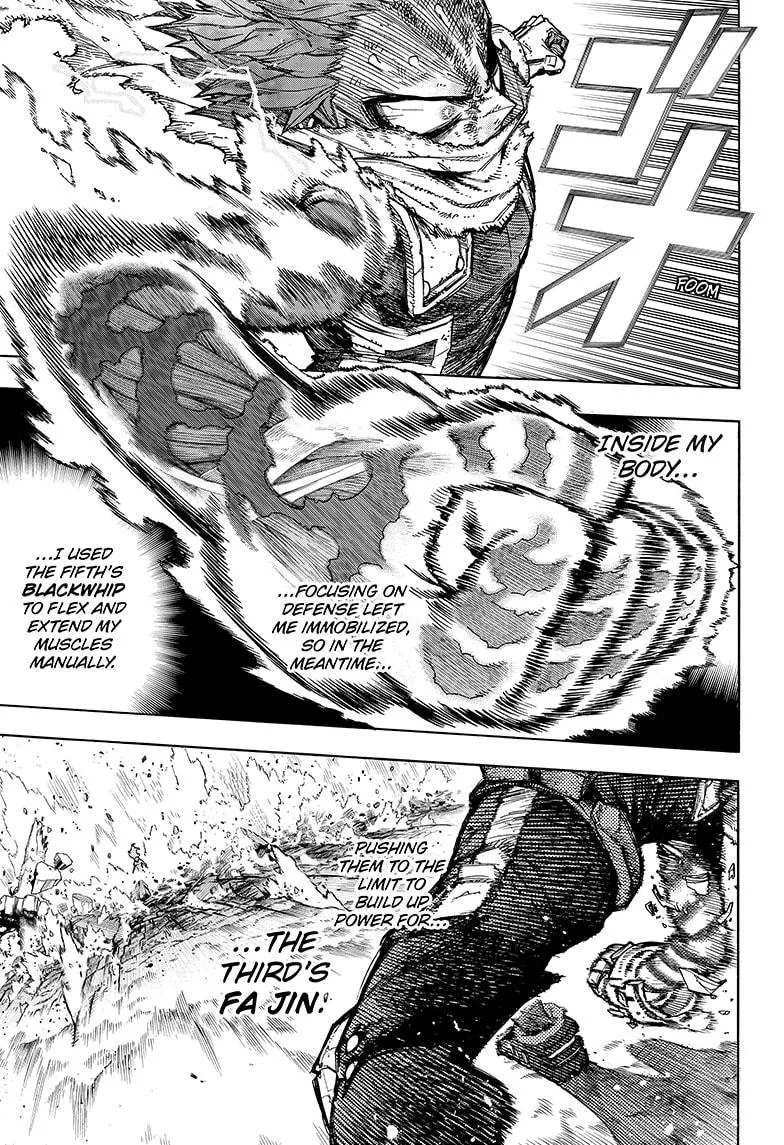 ゴオ
FOOM
INSIDE MY
BODY...
...FOCUSING ON
DEFENSE LEFT
ME IMMOBILIZED,
SO IN THE
MEANTIME...
...I USED
THE FIFTH'S
BLACKWHIP
TO FLEX AND
EXTEND MY
MUSCLES
MANUALLY.
PUSHING
THEM TO THE
LIMIT TO
BUILD UP
POWER FOR...
...THE
THIRD'S
FA JIN.